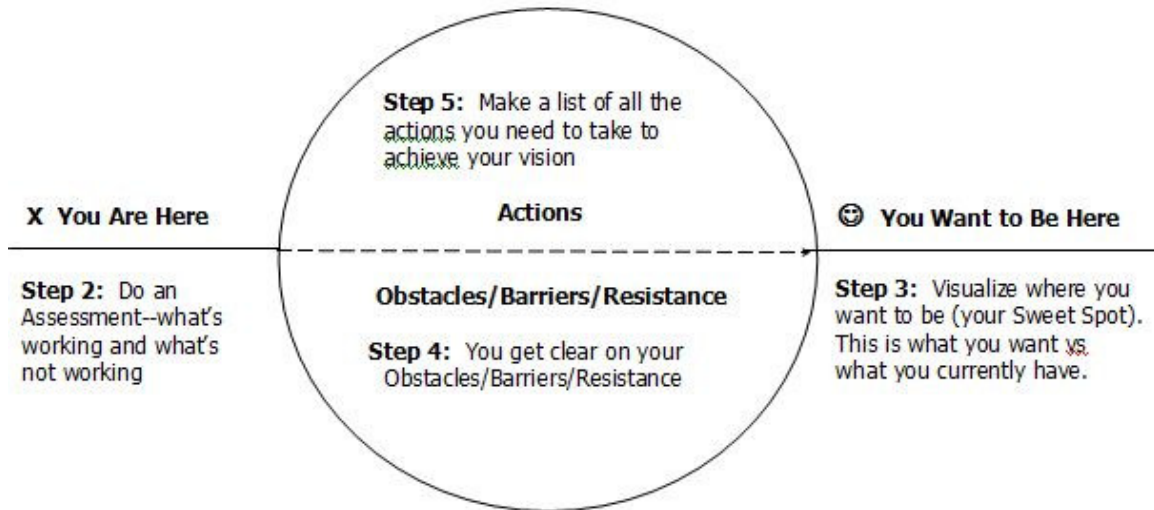 Step 5: Make a list of all the
actions you need to take to
achieve your vision
X You Are Here
Actions
☺ You Want to Be Here
Step 2: Do an
Assessment--what's
working and what's
not working
Obstacles/Barriers/Resistance
Step 4: You get clear on your
Obstacles/Barriers/Resistance
Step 3: Visualize where you
want to be (your Sweet Spot).
This is what you want vs
what you currently have.